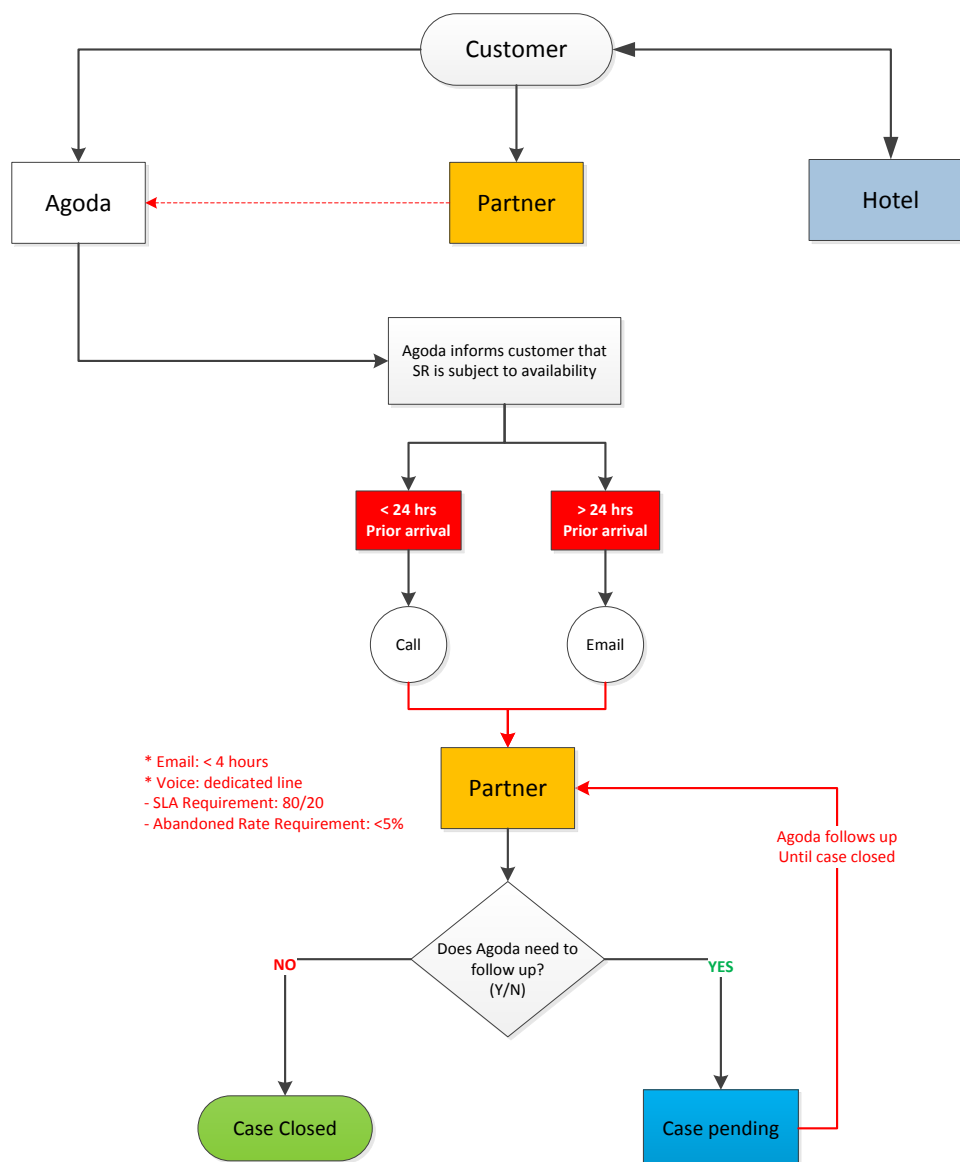 Customer
Agoda
Partner
Hotel
Agoda informs customer that
SR is subject to availability
< 24 hrs
Prior arrival
> 24 hrs
Prior arrival
Call
Email
* Email: < 4 hours
* Voice: dedicated line
- SLA Requirement: 80/20
- Abandoned Rate Requirement: <5%
Partner
Agoda follows up
Until case closed
Does Agoda need to
follow up?
(Y/N)
NO
YES
Case Closed
Case pending